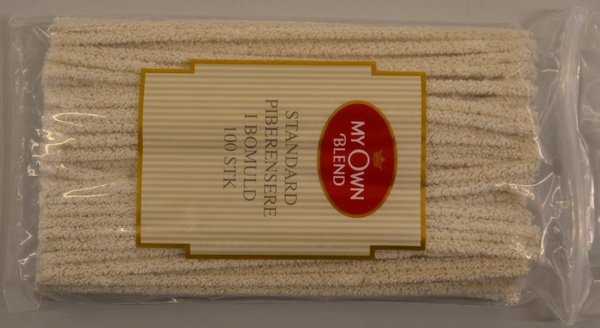 MY OWN
BLEND
STANDARD
PIBERENSERE
I BOMULD
100 STK